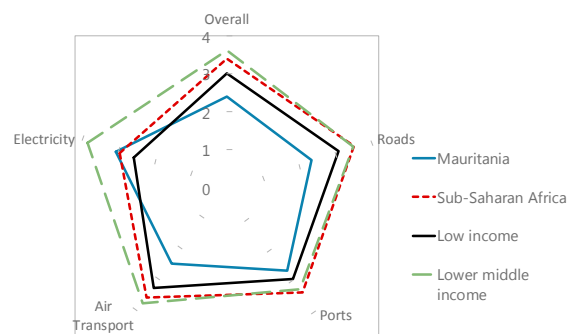 Overall
4
3
2
1
0
Electricity
Roads
Air
Transport
Ports
Mauritania
Sub-Saharan Africa
Low income
Lower middle
income